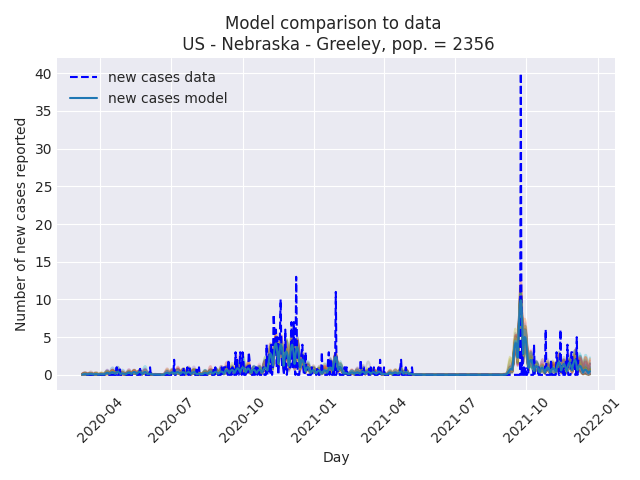 Model comparison to data
US - Nebraska - Greeley, pop. = 2356
new cases data
new cases model
Number of new cases reported
40
35
30
25
20
15
10
5
0
2020-04
2020-07
2020-10
2021-01
2021-04
2021-07
2021-10
2022-01
Day